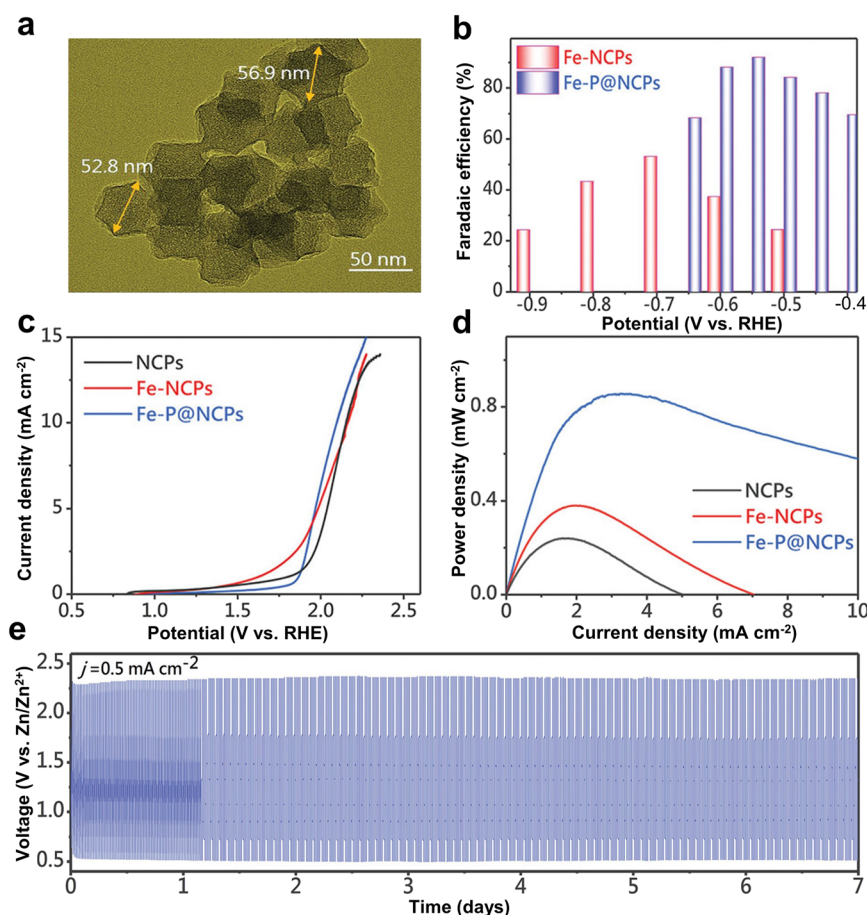 a
56.9 nm
52.8 nm
50 nm
b
Fe-NCPs
Fe-P@NCPs
Faradaic efficiency (%)
80
60
40
20
0
-0.9 -0.8 -0.7 -0.6 -0.5 -0.4
Potential (V vs. RHE)
c
NCPs
Fe-NCPs
Fe-P@NCPs
Current density (mA cm-2)
15
10
5
0
0.5 1.0 1.5 2.0 2.5
Potential (V vs. RHE)
d
NCPs
Fe-NCPs
Fe-P@NCPs
Power density (mW cm-2)
0.8
0.4
0.0
0 2 4 6 8 10
Current density (mA cm-2)
e
j=0.5 mA cm-2
Voltage (V vs. Zn/Zn2+)
2.5
2.0
1.5
1.0
0.5
0 1 2 3 4 5 6 7
Time (days)